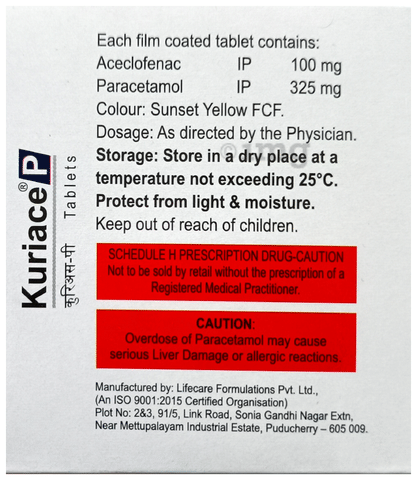 Each film coated tablet contains:
Aceclofenac IP 100 mg
Paracetamol IP 325 mg
Colour: Sunset Yellow FCF.
Dosage: As directed by the Physician.
Storage: Store in a dry place at a
temperature not exceeding 25°C.
Protect from light & moisture.
Keep out of reach of children.
SCHEDULE H PRESCRIPTION DRUG-CAUTION
Not to be sold by retail without the prescription of a
Registered Medical Practitioner.
CAUTION:
Overdose of Paracetamol may cause
serious Liver Damage or allergic reactions.
Manufactured by: Lifecare Formulations Pvt. Ltd.,
(An ISO 9001:2015 Certified Organisation)
Plot No: 2&3, 91/5, Link Road, Sonia Gandhi Nagar Extn,
Near Mettupalayam Industrial Estate, Puducherry – 605 009.
Kuriace® P
कुरिअस-पी Tablets
1mg